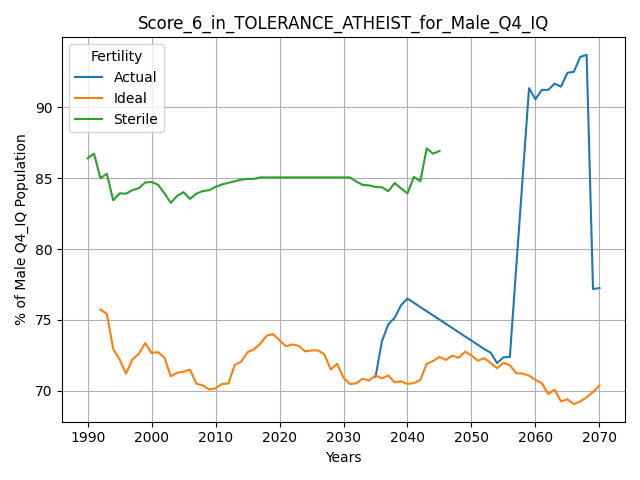 Score_6_in_TOLERANCE_ATHEIST_for_Male_Q4_IQ
Fertility
Actual
Ideal
Sterile
% of Male Q4_IQ Population
90
85
80
75
70
1990 2000 2010 2020 2030 2040 2050 2060 2070
Years